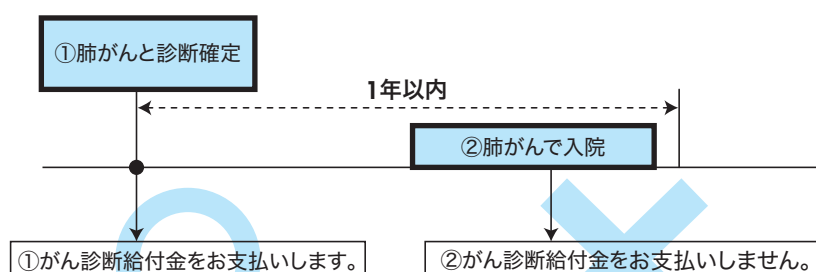 ①肺がんと診断確定
1年以内
②肺がんで入院
①がん診断給付金をお支払いします。
②がん診断給付金をお支払いしません。